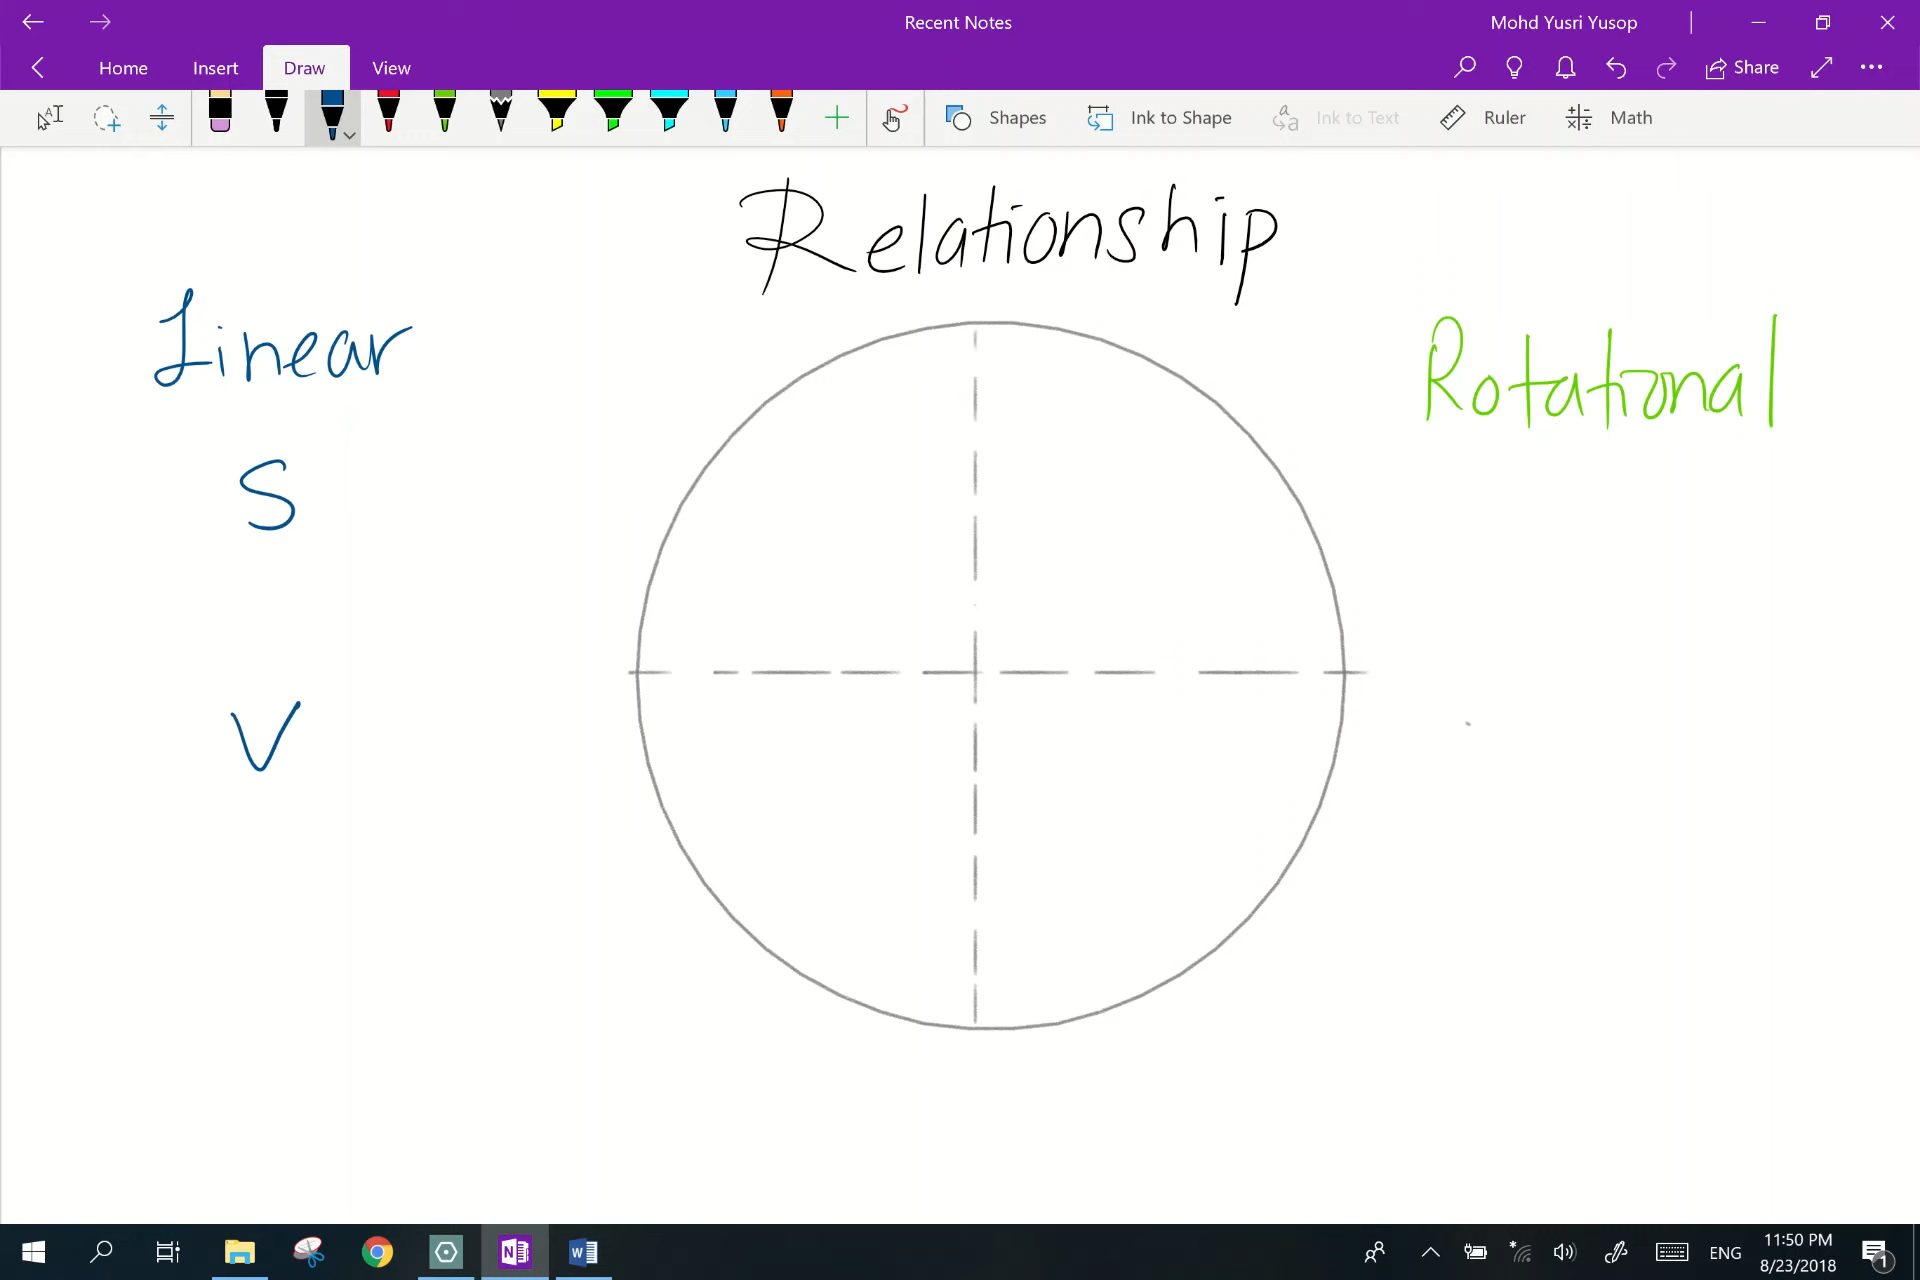 Recent Notes
Mohd Yusri Yusop
Home Insert Draw View
Share
Shapes Ink to Shape Ink to Text Ruler Math
Relationship
Linear
Rotational
S
V
11:50 PM
ENG
8/23/2018
1